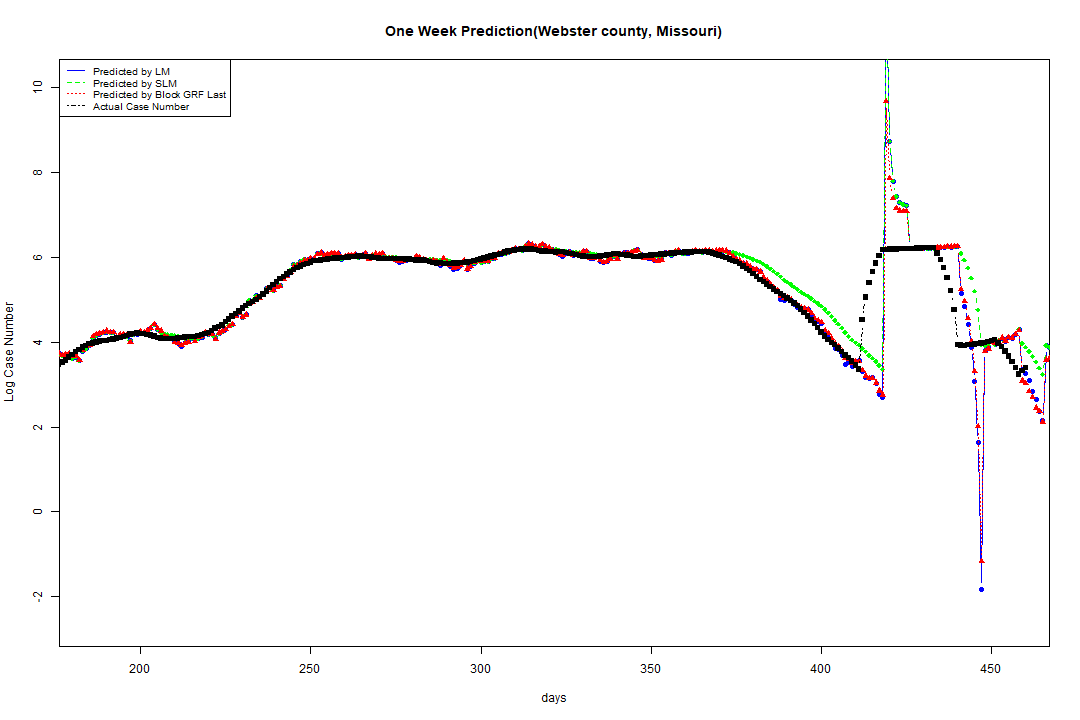 One Week Prediction(Webster county, Missouri)
Predicted by LM
Predicted by SLM
Predicted by Block GRF Last
Actual Case Number
10
8
6
4
2
0
-2
Log Case Number
200 250 300 350 400 450
days